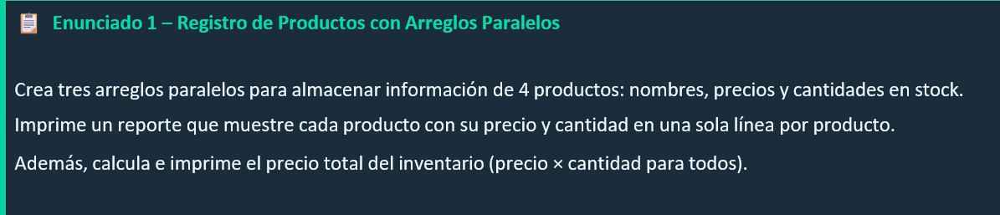 Enunciado 1 – Registro de Productos con Arreglos Paralelos
Crea tres arreglos paralelos para almacenar información de 4 productos: nombres, precios y cantidades en stock.
Imprime un reporte que muestre cada producto con su precio y cantidad en una sola línea por producto.
Además, calcula e imprime el precio total del inventario (precio × cantidad para todos).